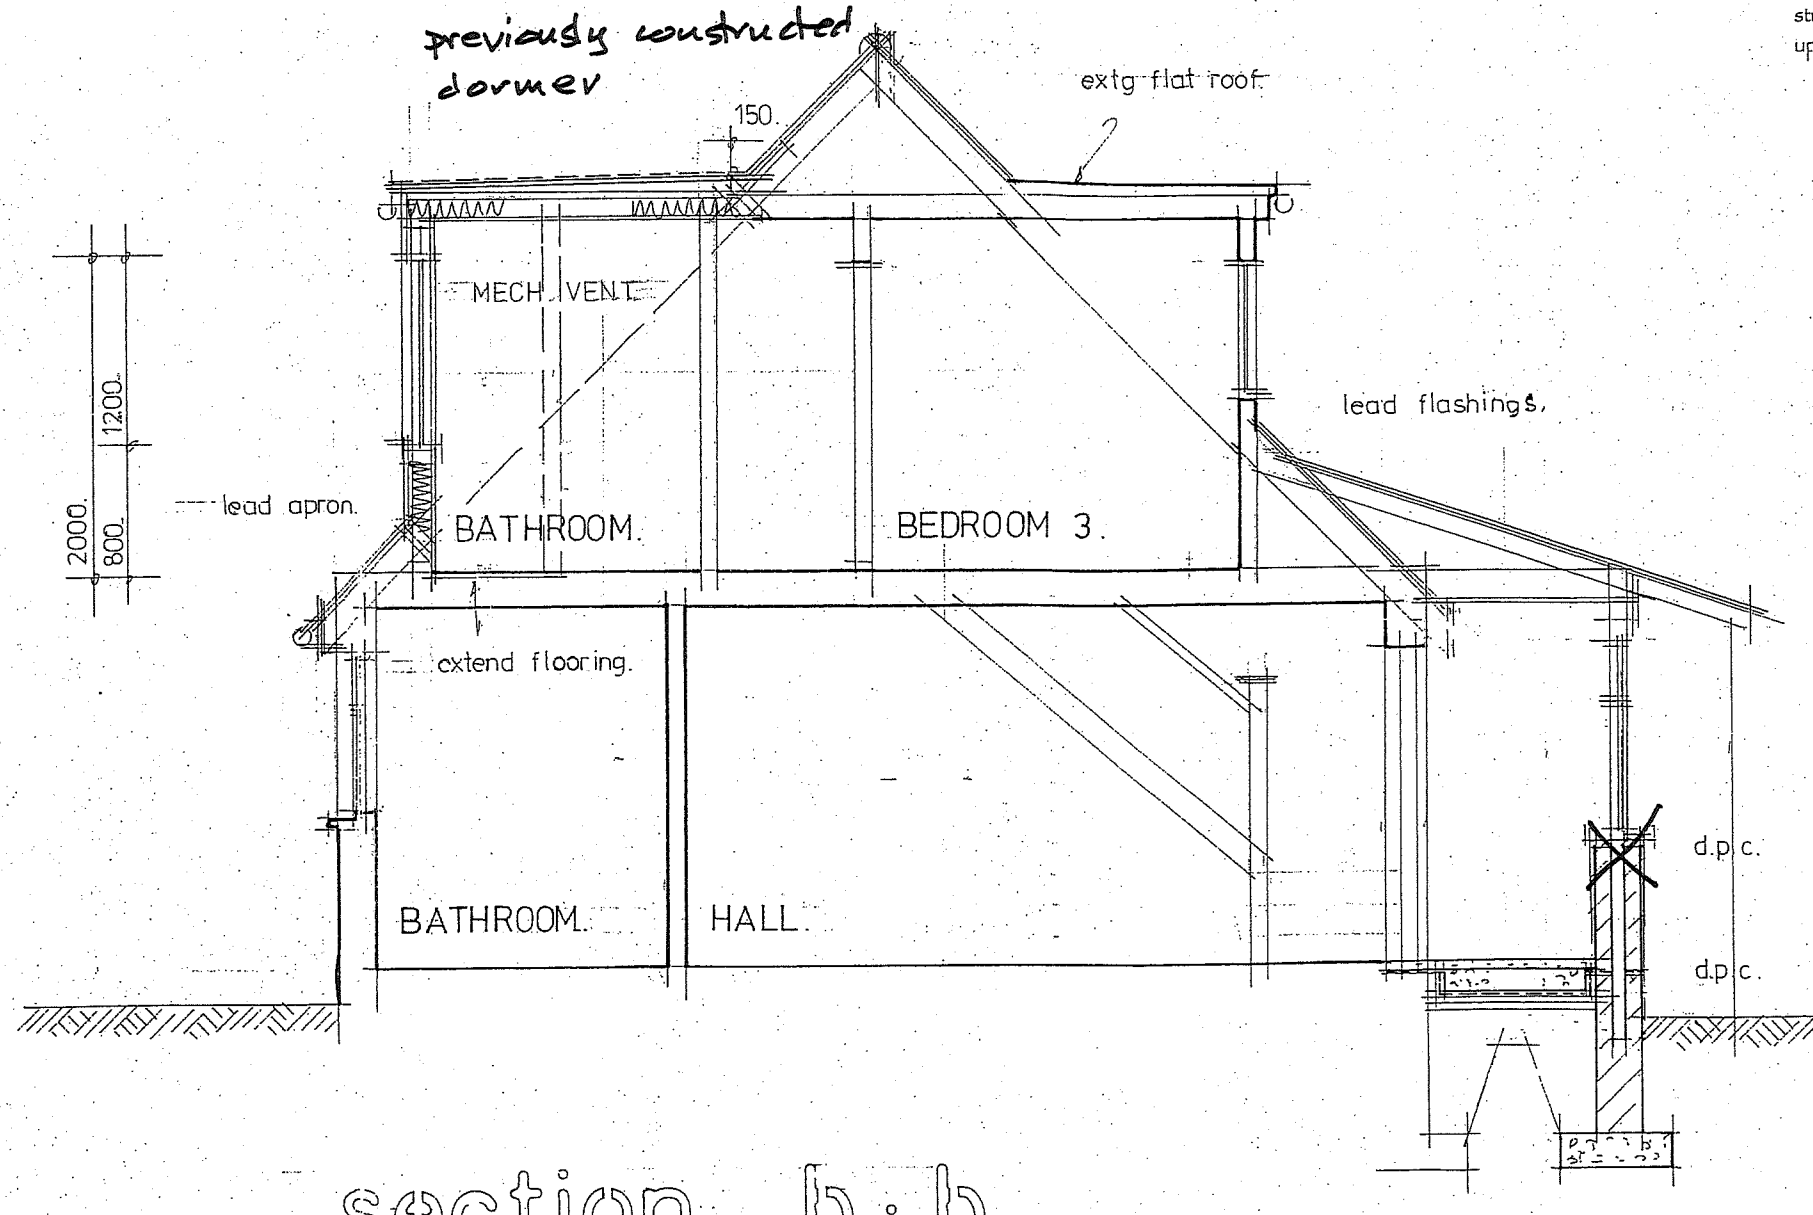 previously constructed
dormer
150.
extg flat roof.
MECH. VENT.
1200.
2000.
800.
lead flashings.
lead apron.
BATHROOM.
BEDROOM 3.
extend flooring.
d.p.c.
BATHROOM.
HALL.
d.p.c.
section b.b